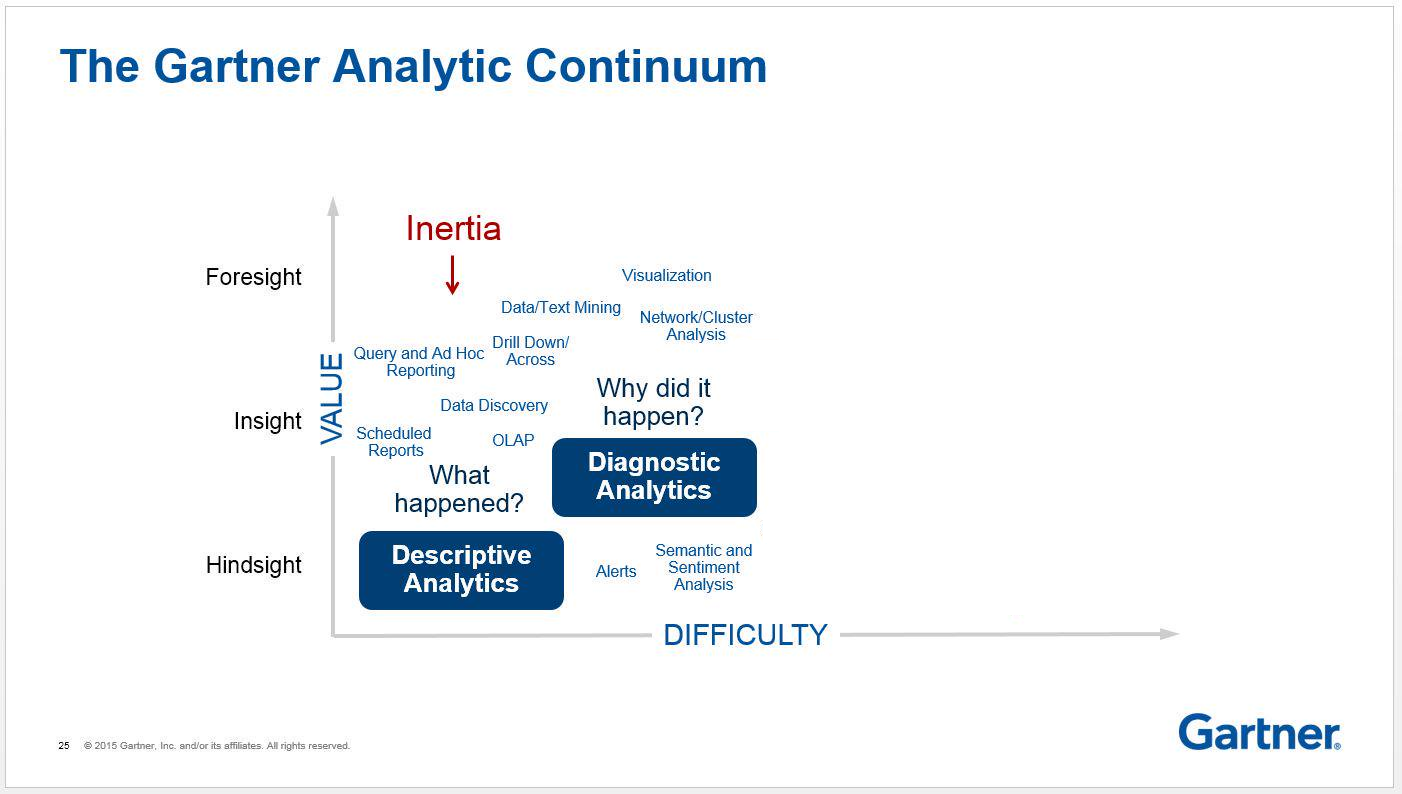 The Gartner Analytic Continuum
Inertia
Foresight
Visualization
Data/Text Mining
Network/Cluster
Analysis
Drill Down/
Across
Query and Ad Hoc
Reporting
VALUE
Why did it
happen?
Data Discovery
Insight
Scheduled
Reports
OLAP
Diagnostic
Analytics
What
happened?
Descriptive
Analytics
Hindsight
Alerts
Semantic and
Sentiment
Analysis
DIFFICULTY
25 © 2015 Gartner, Inc. and/or its affiliates. All rights reserved.
Gartner®